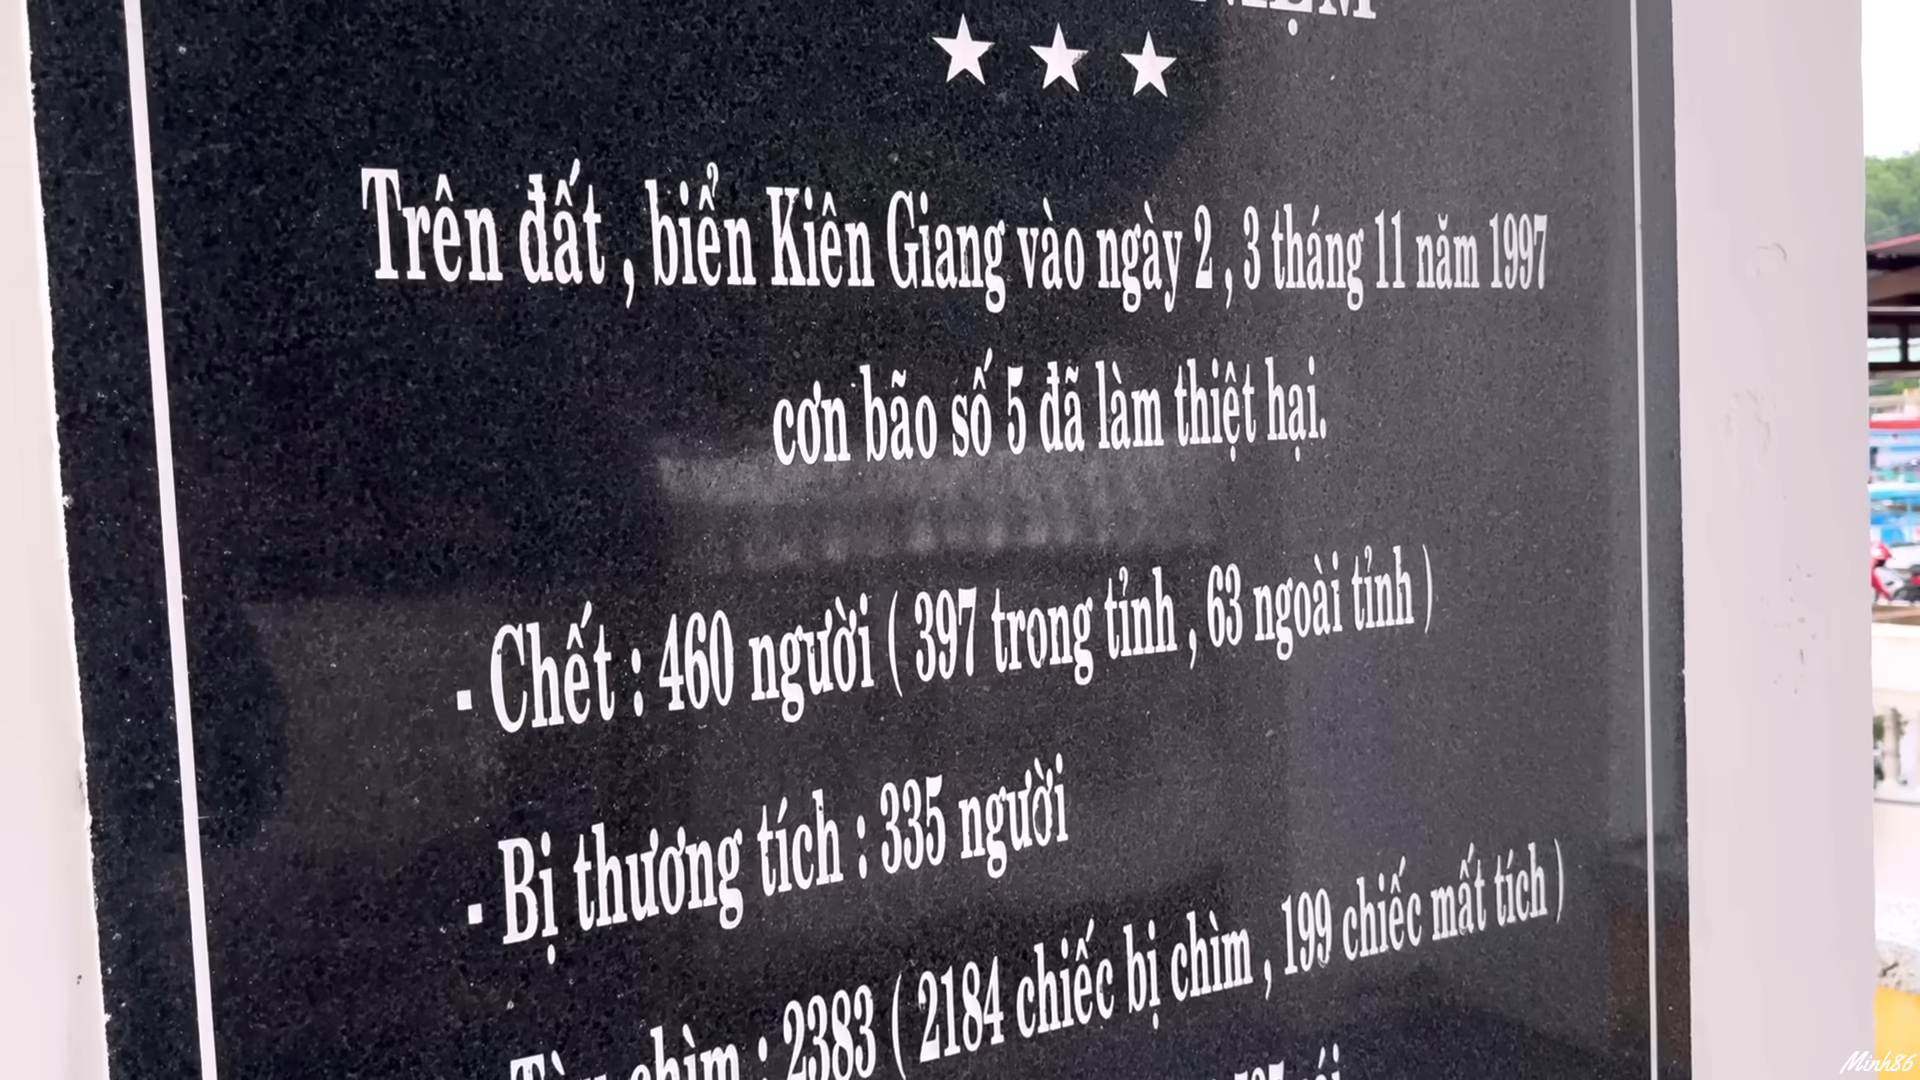 ★ ★ ★
Trên đất , biển Kiên Giang vào ngày 2 , 3 tháng 11 năm 1997
cơn bão số 5 đã làm thiệt hại.
- Chết : 460 người ( 397 trong tỉnh , 63 ngoài tỉnh )
- Bị thương tích : 335 người
chìm : 2383 ( 2184 chiếc bị chìm , 199 chiếc mất tích )
Minh86